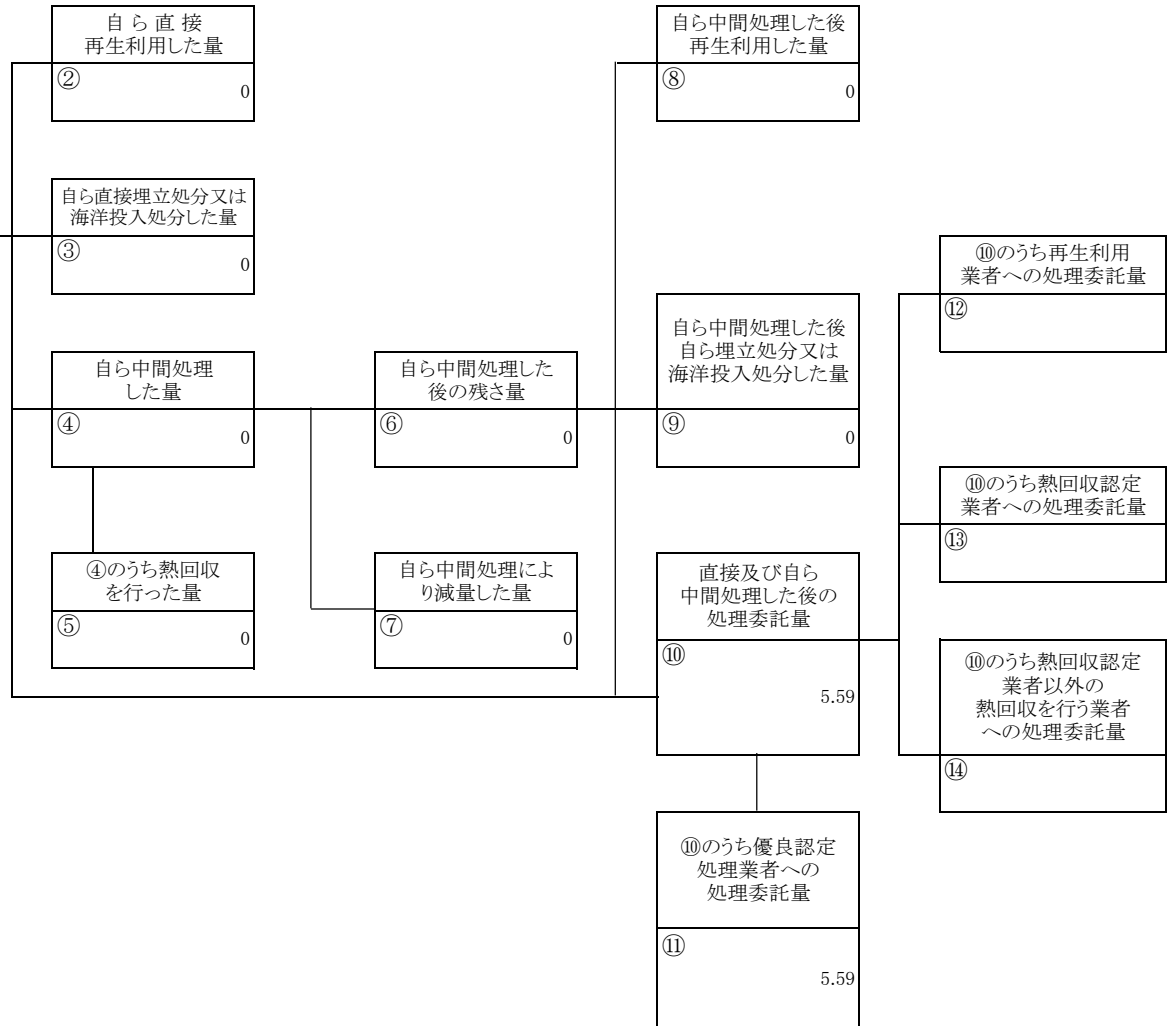 自 ら 直 接
再生利用した量
②
0
自ら直接埋立処分又は
海洋投入処分した量
③
0
自ら中間処理
した量
④
0
④のうち熱回収
を行った量
⑤
0
自ら中間処理した
後の残さ量
⑥
0
自ら中間処理によ
り減量した量
⑦
0
自ら中間処理した後
再生利用した量
⑧
0
自ら中間処理した後
自ら埋立処分又は
海洋投入処分した量
⑨
0
直接及び自ら
中間処理した後の
処理委託量
⑩
5.59
⑩のうち優良認定
処理業者への
処理委託量
⑪
5.59
⑩のうち再生利用
業者への処理委託量
⑫
⑩のうち熱回収認定
業者への処理委託量
⑬
⑩のうち熱回収認定
業者以外の
熱回収を行う業者
への処理委託量
⑭